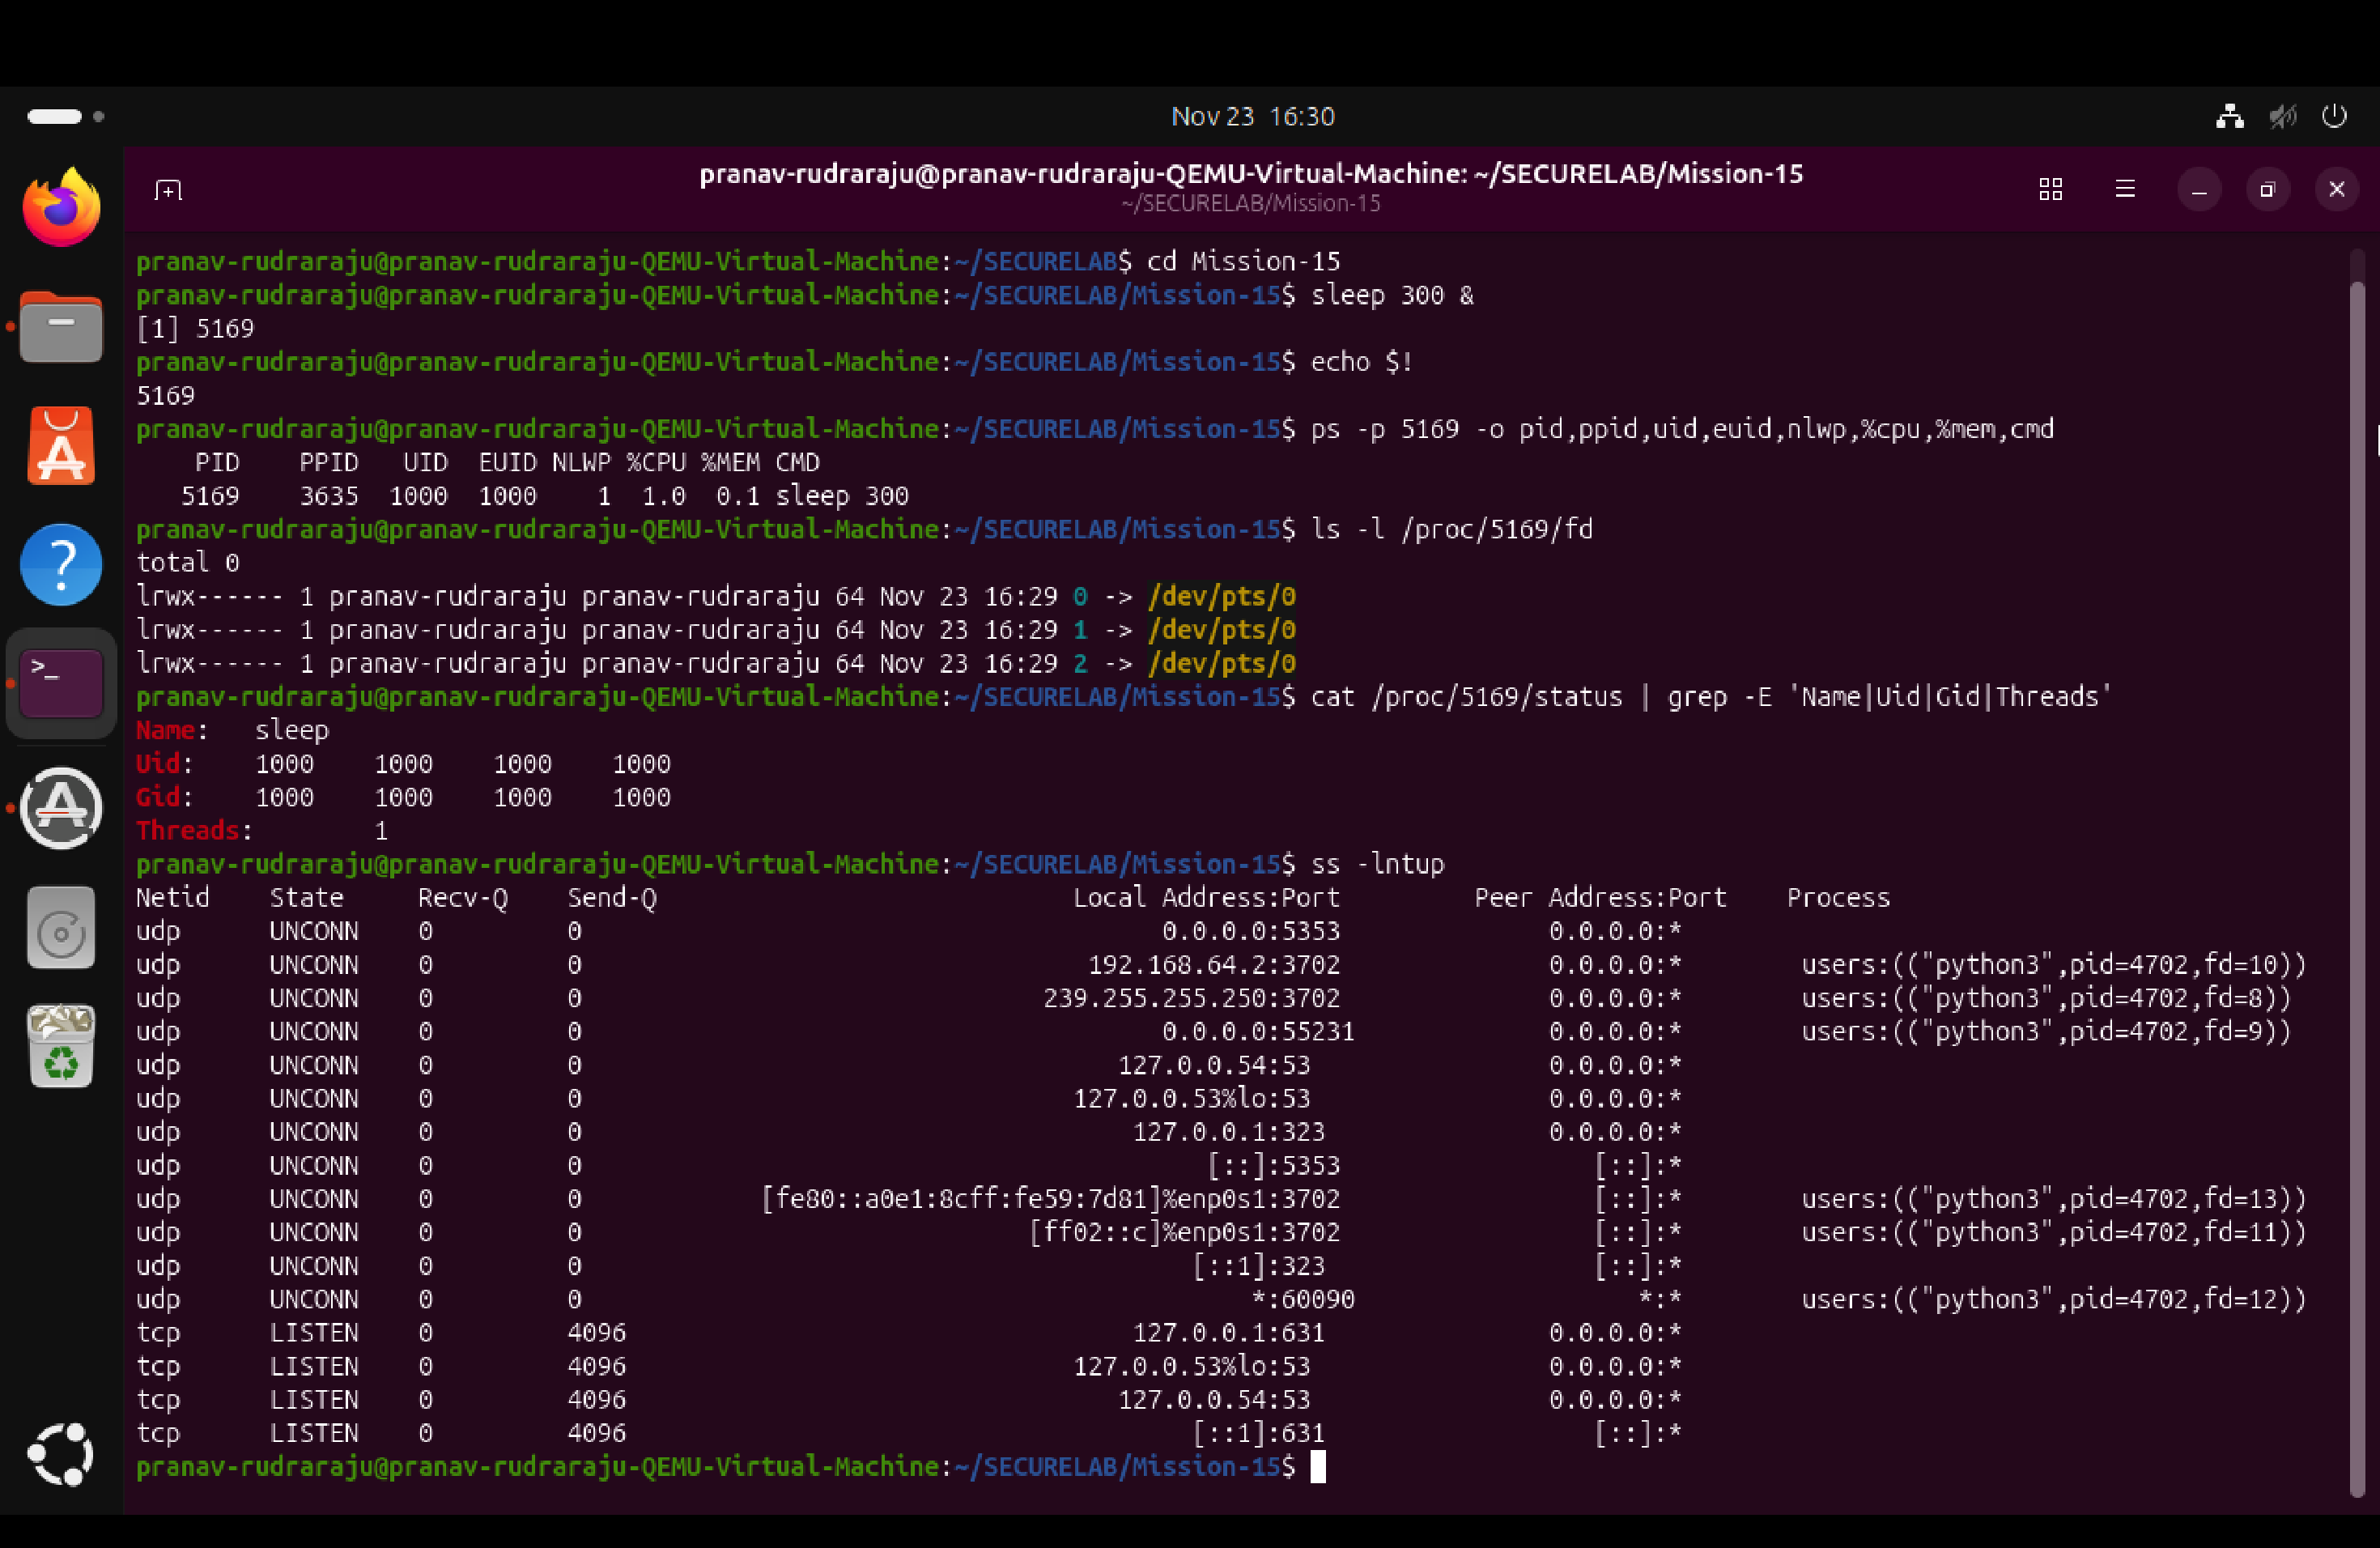 Nov 23 16:30
pranav-rudraraju@pranav-rudraraju-QEMU-Virtual-Machine: ~/SECURELAB/Mission-15
~/SECURELAB/Mission-15
pranav-rudraraju@pranav-rudraraju-QEMU-Virtual-Machine:~/SECURELAB$ cd Mission-15
pranav-rudraraju@pranav-rudraraju-QEMU-Virtual-Machine:~/SECURELAB/Mission-15$ sleep 300 &
[1] 5169
pranav-rudraraju@pranav-rudraraju-QEMU-Virtual-Machine:~/SECURELAB/Mission-15$ echo $!
5169
pranav-rudraraju@pranav-rudraraju-QEMU-Virtual-Machine:~/SECURELAB/Mission-15$ ps -p 5169 -o pid,ppid,uid,euid,nlwp,%cpu,%mem,cmd
    PID    PPID   UID  EUID NLWP %CPU %MEM CMD
   5169    3635  1000  1000    1  1.0  0.1 sleep 300
pranav-rudraraju@pranav-rudraraju-QEMU-Virtual-Machine:~/SECURELAB/Mission-15$ ls -l /proc/5169/fd
total 0
lrwx------ 1 pranav-rudraraju pranav-rudraraju 64 Nov 23 16:29 0 -> /dev/pts/0
lrwx------ 1 pranav-rudraraju pranav-rudraraju 64 Nov 23 16:29 1 -> /dev/pts/0
lrwx------ 1 pranav-rudraraju pranav-rudraraju 64 Nov 23 16:29 2 -> /dev/pts/0
pranav-rudraraju@pranav-rudraraju-QEMU-Virtual-Machine:~/SECURELAB/Mission-15$ cat /proc/5169/status | grep -E 'Name|Uid|Gid|Threads'
Name:   sleep
Uid:    1000    1000    1000    1000
Gid:    1000    1000    1000    1000
Threads:        1
pranav-rudraraju@pranav-rudraraju-QEMU-Virtual-Machine:~/SECURELAB/Mission-15$ ss -lntup
Netid    State     Recv-Q    Send-Q    Local Address:Port    Peer Address:Port    Process
udp      UNCONN    0         0         0.0.0.0:5353    0.0.0.0:*
udp      UNCONN    0         0         192.168.64.2:3702    0.0.0.0:*    users:(("python3",pid=4702,fd=10))
udp      UNCONN    0         0         239.255.255.250:3702    0.0.0.0:*    users:(("python3",pid=4702,fd=8))
udp      UNCONN    0         0         0.0.0.0:55231    0.0.0.0:*    users:(("python3",pid=4702,fd=9))
udp      UNCONN    0         0         127.0.0.54:53    0.0.0.0:*
udp      UNCONN    0         0         127.0.0.53%lo:53    0.0.0.0:*
udp      UNCONN    0         0         127.0.0.1:323    0.0.0.0:*
udp      UNCONN    0         0         [::]:5353    [::]:*
udp      UNCONN    0         0         [fe80::a0e1:8cff:fe59:7d81]%enp0s1:3702    [::]:*    users:(("python3",pid=4702,fd=13))
udp      UNCONN    0         0         [ff02::c]%enp0s1:3702    [::]:*    users:(("python3",pid=4702,fd=11))
udp      UNCONN    0         0         [::1]:323    [::]:*
udp      UNCONN    0         0         *:60090    *:*    users:(("python3",pid=4702,fd=12))
tcp      LISTEN    0         4096      127.0.0.1:631    0.0.0.0:*
tcp      LISTEN    0         4096      127.0.0.53%lo:53    0.0.0.0:*
tcp      LISTEN    0         4096      127.0.0.54:53    0.0.0.0:*
tcp      LISTEN    0         4096      [::1]:631    [::]:*
pranav-rudraraju@pranav-rudraraju-QEMU-Virtual-Machine:~/SECURELAB/Mission-15$